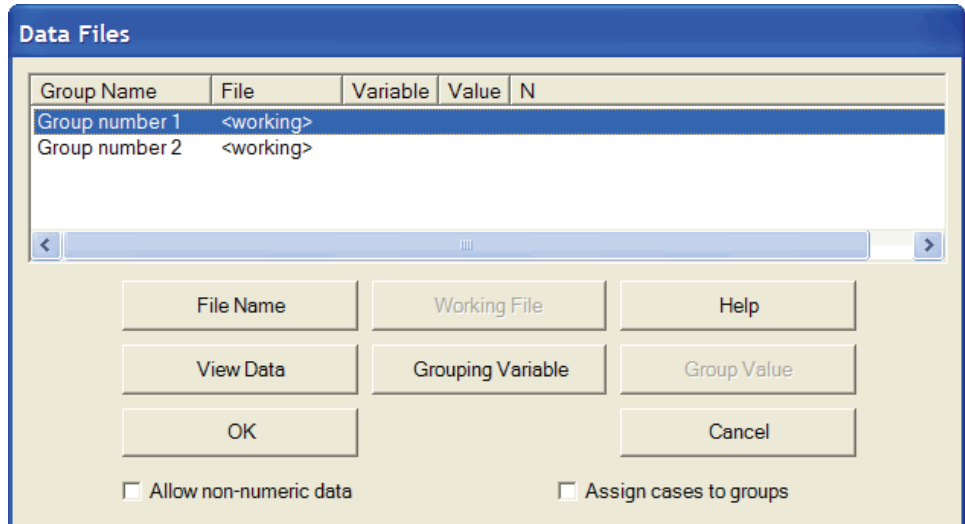 Data Files
Group Name File Variable Value N
Group number 1 <working>
Group number 2 <working>
File Name Working File Help
View Data Grouping Variable Group Value
OK Cancel
Allow non-numeric data Assign cases to groups